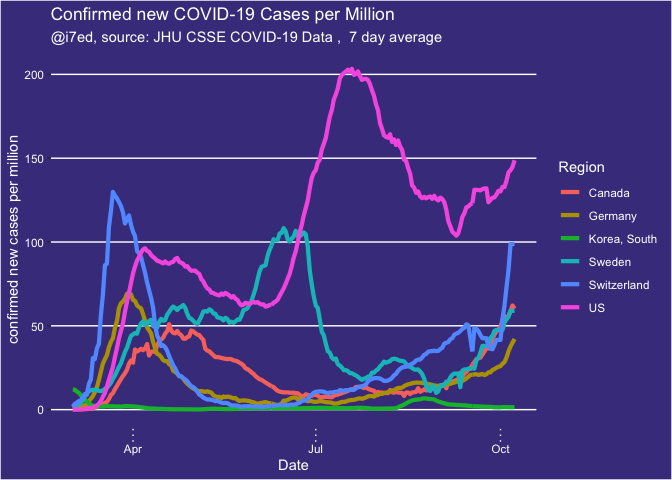 Confirmed new COVID-19 Cases per Million
@i7ed, source: JHU CSSE COVID-19 Data ,  7 day average
confirmed new cases per million
200
150
100
50
0
Apr
Jul
Oct
Date
Region
Canada
Germany
Korea, South
Sweden
Switzerland
US